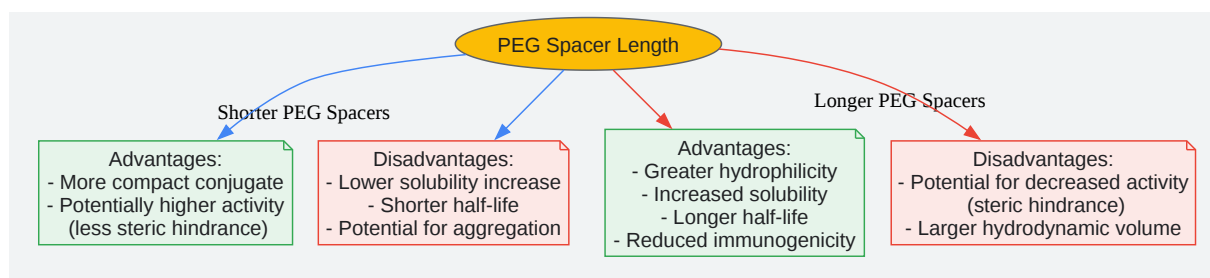 PEG Spacer Length
Shorter PEG Spacers
Longer PEG Spacers
Advantages:
- More compact conjugate
- Potentially higher activity
(less steric hindrance)
Disadvantages:
- Lower solubility increase
- Shorter half-life
- Potential for aggregation
Advantages:
- Greater hydrophilicity
- Increased solubility
- Longer half-life
- Reduced immunogenicity
Disadvantages:
- Potential for decreased activity
(steric hindrance)
- Larger hydrodynamic volume